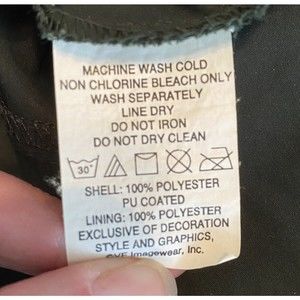 MACHINE WASH COLD
NON CHLORINE BLEACH ONLY
WASH SEPARATELY
LINE DRY
DO NOT IRON
DO NOT DRY CLEAN
30°
SHELL: 100% POLYESTER
PU COATED
LINING: 100% POLYESTER
EXCLUSIVE OF DECORATION
STYLE AND GRAPHICS,
©VF Imagewear, Inc.